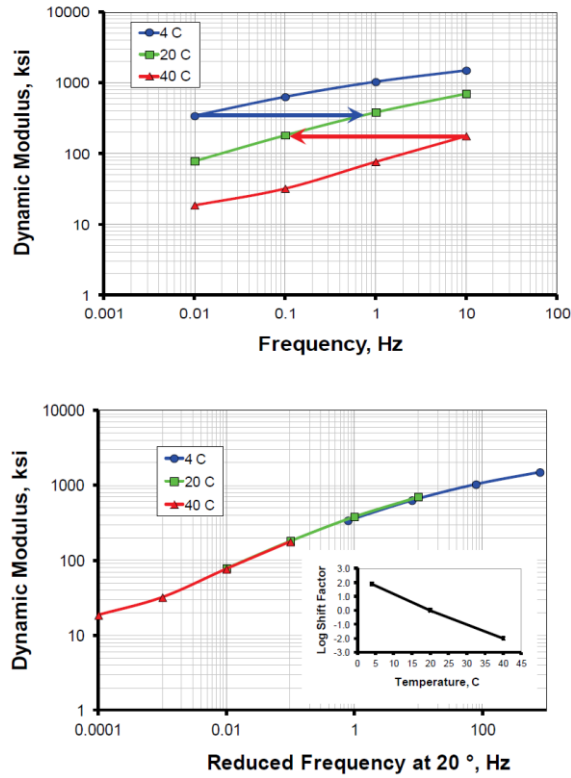 10000
1000
100
10
1
Dynamic Modulus, ksi
4 C
20 C
40 C
0.001 0.01 0.1 1 10 100
Frequency, Hz
10000
1000
100
10
1
Dynamic Modulus, ksi
4 C
20 C
40 C
3.0
2.0
1.0
0.0
-1.0
-2.0
-3.0
Log Shift Factor
0 5 10 15 20 25 30 35 40 45
Temperature, C
0.0001 0.01 1 100
Reduced Frequency at 20 °, Hz